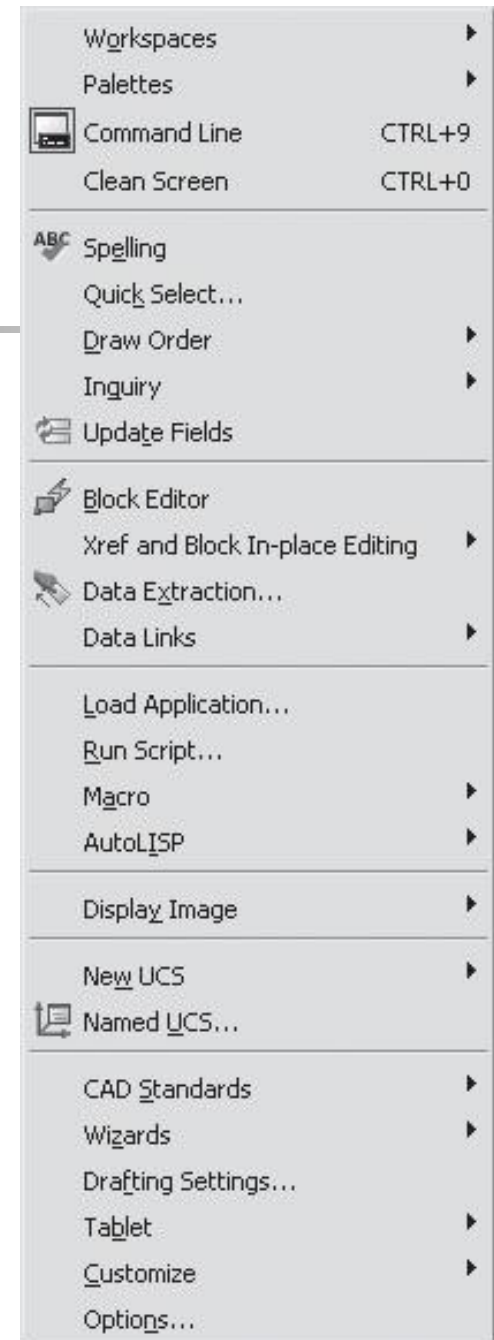 Workspaces
Palettes
Command Line CTRL+9
Clean Screen CTRL+0
ABC Spelling
Quick Select...
Draw Order
Inquiry
Update Fields
Block Editor
Xref and Block In-place Editing
Data Extraction...
Data Links
Load Application...
Run Script...
Macro
AutoLISP
Display Image
New UCS
Named UCS...
CAD Standards
Wizards
Drafting Settings...
Tablet
Customize
Options...